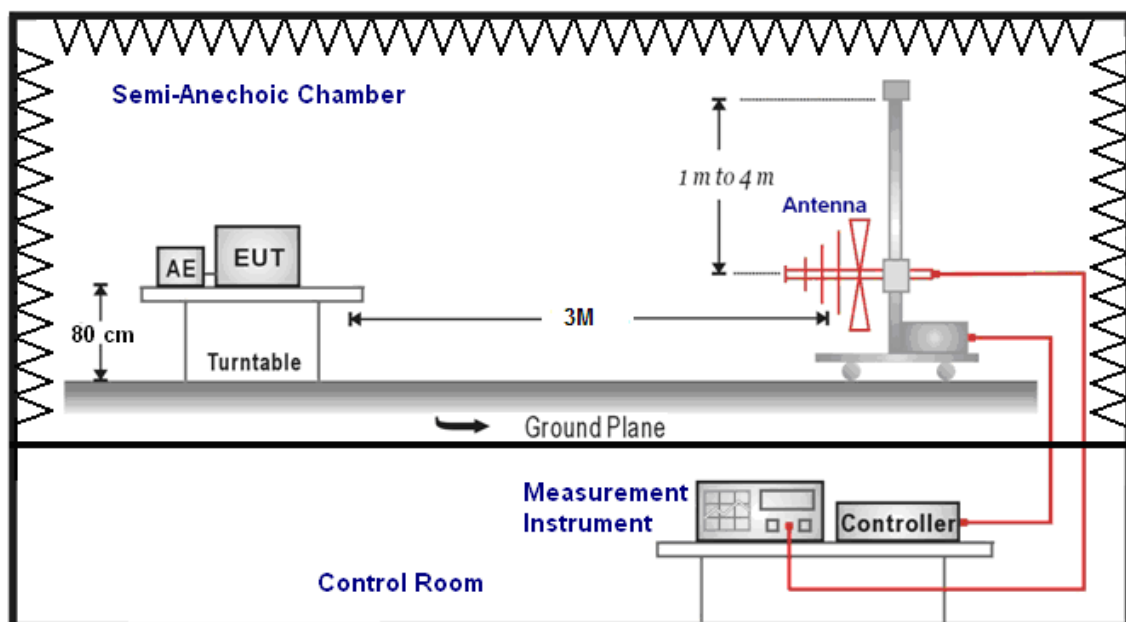 Semi-Anechoic Chamber
1 m to 4 m
Antenna
AE
EUT
80 cm
3M
Turntable
Ground Plane
Measurement
Instrument
Controller
Control Room